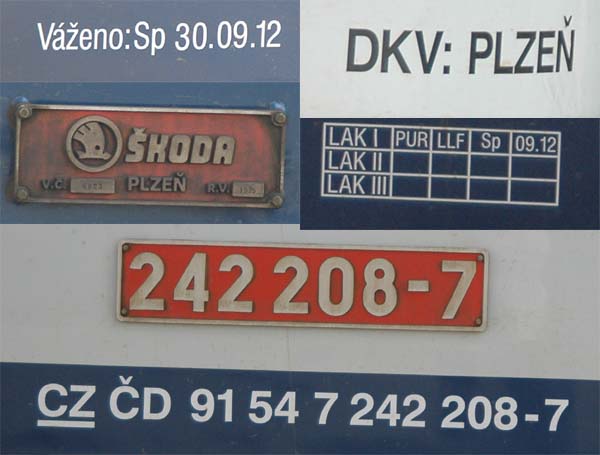 Váženo: Sp 30.09.12
DKV: PLZEŇ
ŠKODA
V.Č. PLZEŇ R.V.
LAK I PUR LLF Sp 09.12
LAK II
LAK III
242 208-7
CZ ČD 91 54 7 242 208-7